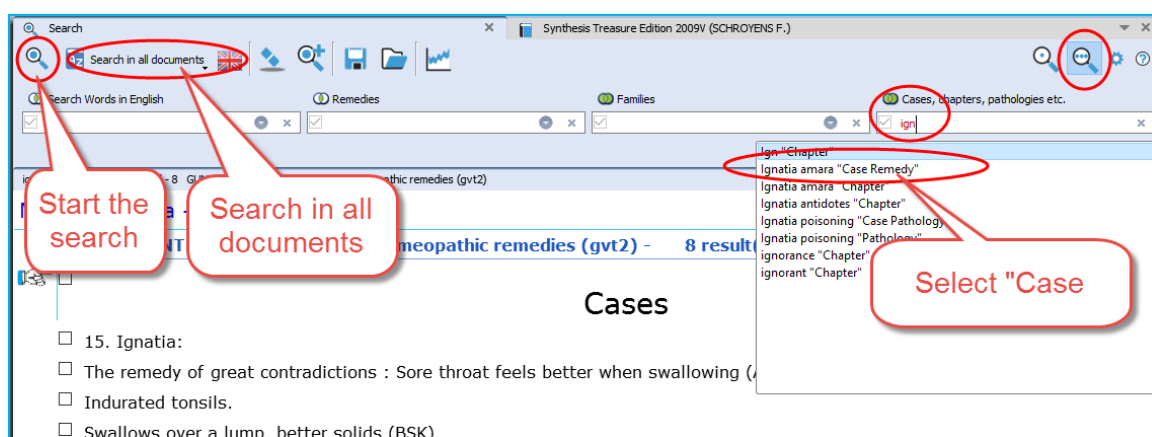 Search
Synthesis Treasure Edition 2009V (SCHROYENS F.)
Search in all documents
Search Words in English
Remedies
Families
Cases, chapters, pathologies etc.
ign
Ign "Chapter"
Ignatia amara "Case Remedy"
Ignatia amara "Chapter"
Ignatia antidotes "Chapter"
Ignatia poisoning "Case Pathology
Ignatia poisoning "Pathology"
ignorance "Chapter"
ignorant "Chapter"
Start the
search
Search in all
documents
Select "Case
- 8
remedies (gvt2)
meopathic remedies (gvt2) - 8 result
Cases
15. Ignatia:
The remedy of great contradictions : Sore throat feels better when swallowing
Indurated tonsils.
Swallows over a lump, better solids (BSK)